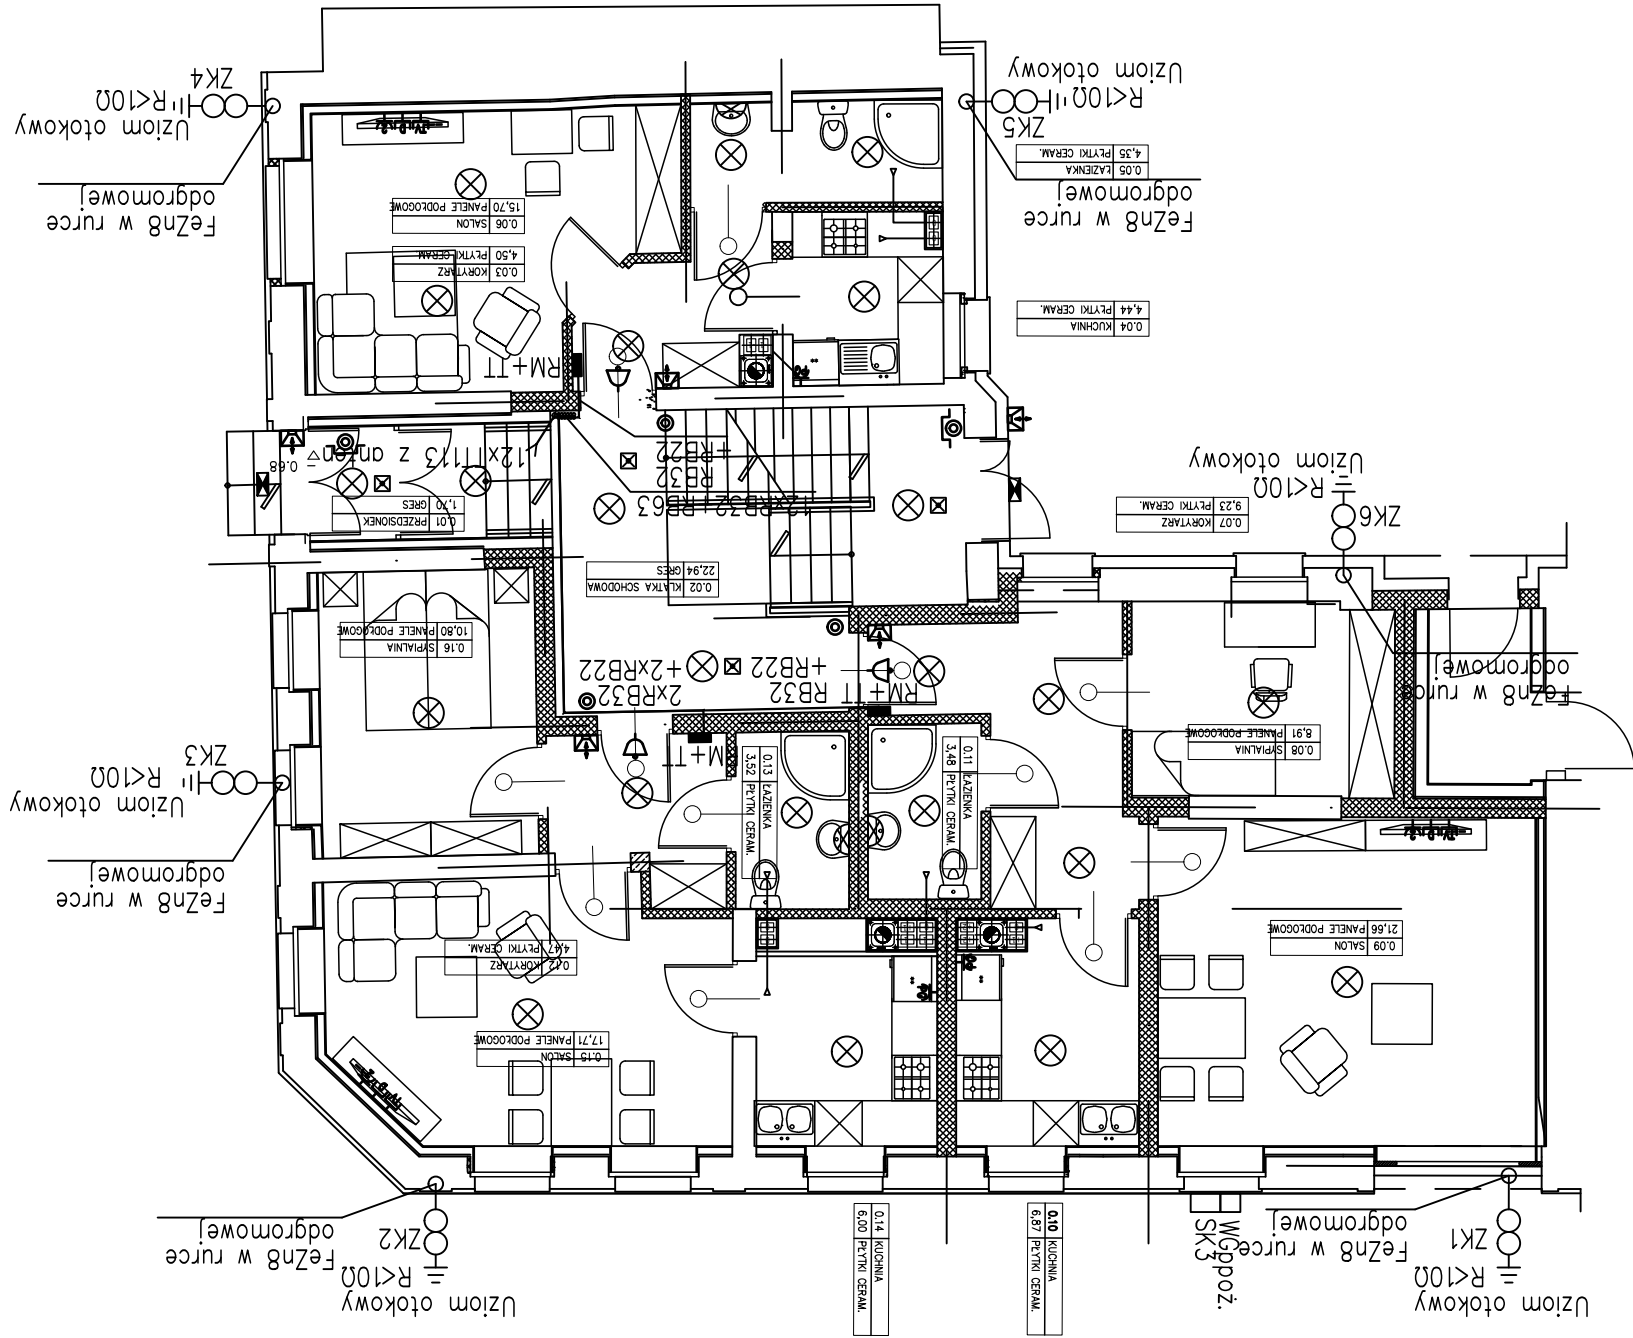 ZK4
R<10Ω
Uziom otokowy
FeZn8 w rurce
odgromowej
Uziom otokowy
R<10Ω
ZK5
FeZn8 w rurce
odgromowej
0.05 ŁAZIENKA
4,35 PŁYTKI CERAM.
0.04 KUCHNIA
4,44 PŁYTKI CERAM.
0.06 SALON
15,70 PANELE PODŁOGOWE
0.03 KORYTARZ
4,50 PŁYTKI CERAM.
RM+TT
12xTT113 z anten
0.68
0.01 PRZEDSIONEK
1,70 GRES
RB32
+RB22
12xRB32+RB63
0.02 KLATKA SCHODOWA
22,94 GRES
Uziom otokowy
R<10Ω
ZK6
FeZn8 w rurce
odgromowej
0.07 KORYTARZ
9,23 PŁYTKI CERAM.
0.16 SYPIALNIA
10,80 PANELE PODŁOGOWE
2xRB32
+2xRB22
RB32
+RB22
RM+TT
0.08 SYPIALNIA
8,91 PANELE PODŁOGOWE
ZK3
R<10Ω
Uziom otokowy
FeZn8 w rurce
odgromowej
M+TT
0.13 ŁAZIENKA
3,52 PŁYTKI CERAM.
0.11 ŁAZIENKA
3,48 PŁYTKI CERAM.
0.12 KORYTARZ
4,47 PŁYTKI CERAM.
0.09 SALON
21,66 PANELE PODŁOGOWE
0.15 SALON
17,71 PANELE PODŁOGOWE
ZK2
R<10Ω
Uziom otokowy
FeZn8 w rurce
odgromowej
0.14 KUCHNIA
6,00 PŁYTKI CERAM.
0.10 KUCHNIA
6,87 PŁYTKI CERAM.
WGppoż.
SK3
ZK1
R<10Ω
Uziom otokowy
FeZn8 w rurce
odgromowej